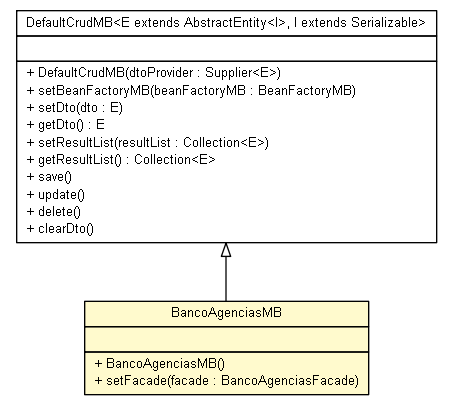 DefaultCrudMB<E extends AbstractEntity<I>, I extends Serializable>
+ DefaultCrudMB(dtoProvider : Supplier<E>)
+ setBeanFactoryMB(beanFactoryMB : BeanFactoryMB)
+ setDto(dto : E)
+ getDto() : E
+ setResultList(resultList : Collection<E>)
+ getResultList() : Collection<E>
+ save()
+ update()
+ delete()
+ clearDto()
BancoAgenciasMB
+ BancoAgenciasMB()
+ setFacade(facade : BancoAgenciasFacade)